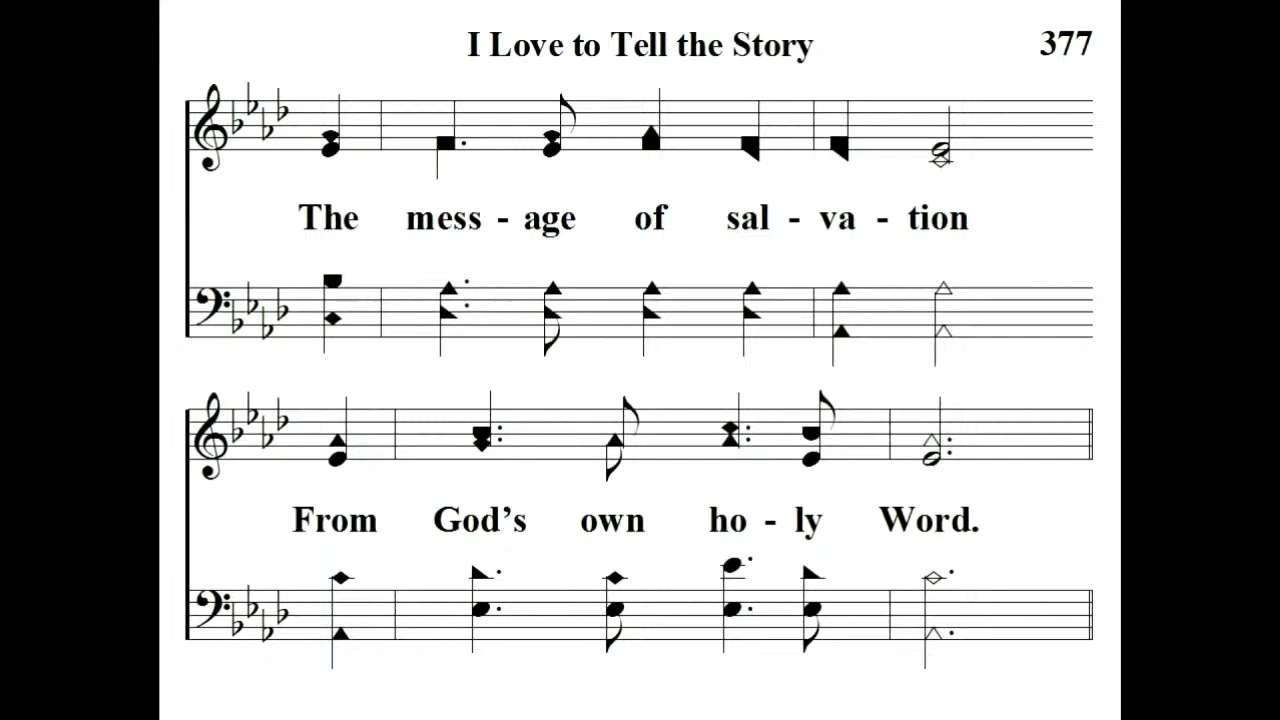 I Love to Tell the Story 377
The mess - age of sal - va - tion
From God's own ho - ly Word.